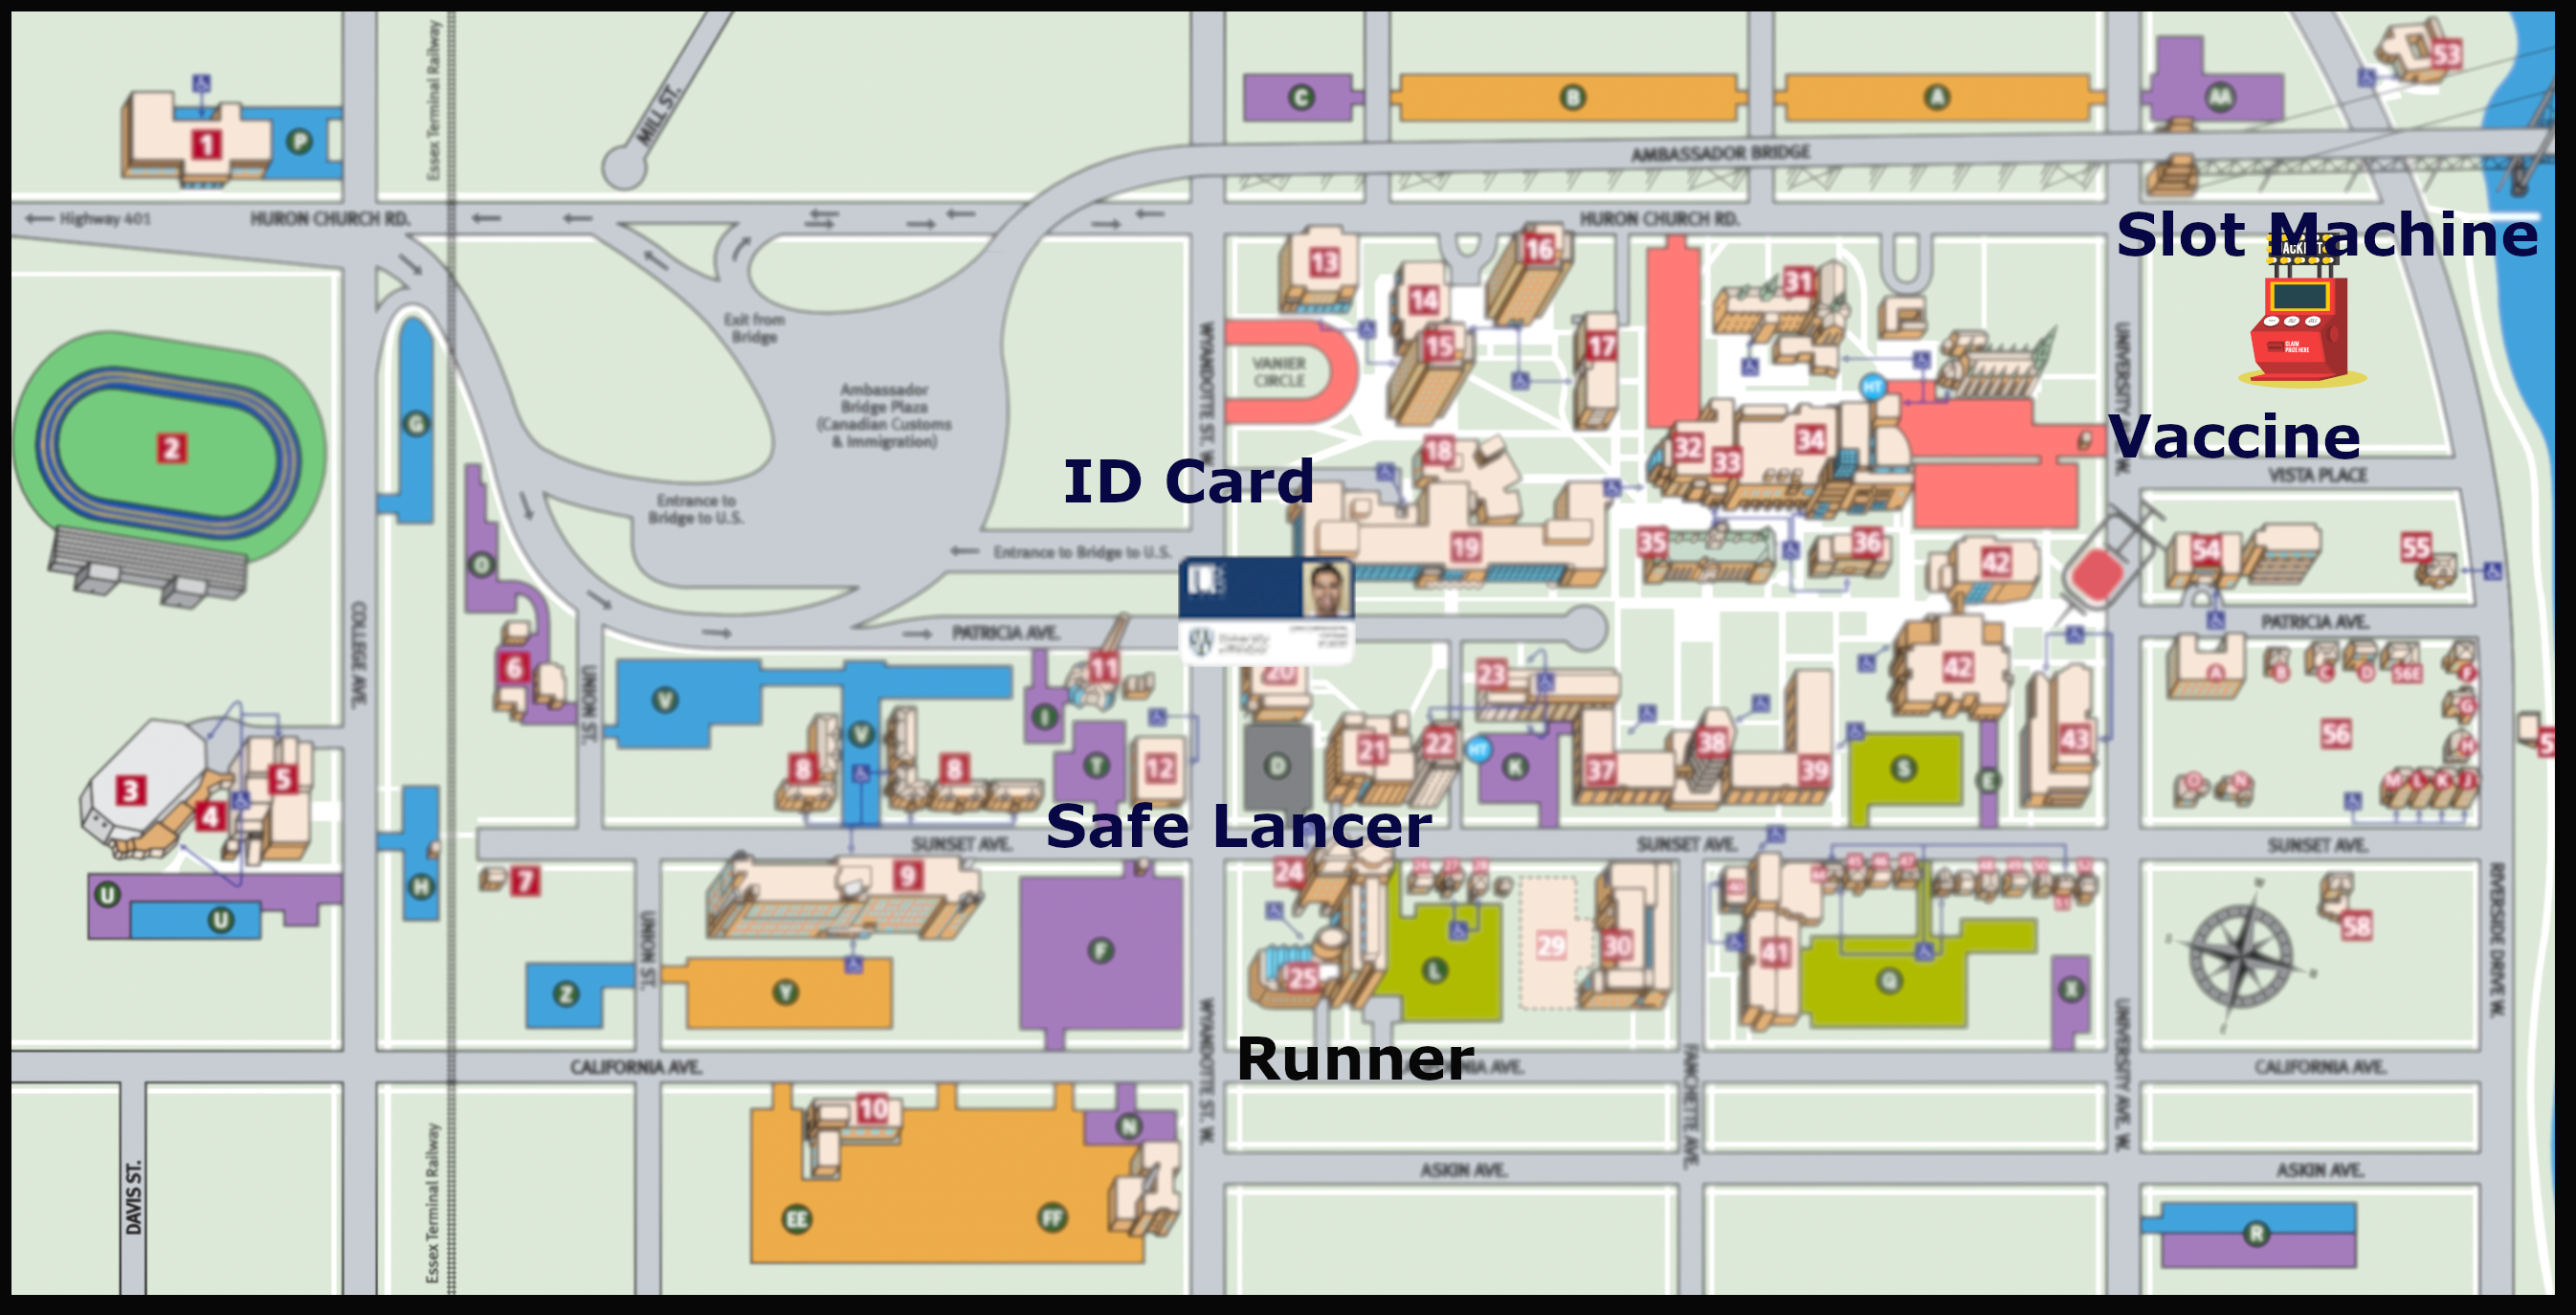 C
B
A
AA
53
1
P
Essex Terminal Railway
MILL ST.
AMBASSADOR BRIDGE
Highway 401
HURON CHURCH RD.
HURON CHURCH RD.
Slot Machine
13
16
31
14
15
17
Exit from
Bridge
VANIER
CIRCLE
WYANDOTTE ST. W.
Ambassador
Bridge Plaza
(Canadian Customs
& Immigration)
HT
G
2
18
32
33
34
Vaccine
VISTA PLACE
ID Card
Entrance to
Bridge to U.S.
19
35
36
42
54
55
O
Entrance to Bridge to U.S.
COLLEGE AVE.
PATRICIA AVE.
PATRICIA AVE.
6
11
20
23
42
A
B
C
D
56E
F
G
H
UNION ST.
V
V
I
T
12
D
21
22
HT
K
37
38
39
S
E
43
56
3
4
5
8
8
O
N
M
L
K
J
Safe Lancer
SUNSET AVE.
SUNSET AVE.
SUNSET AVE.
U
U
H
7
9
F
24
25
L
29
30
41
Q
X
58
RIVERSIDE DRIVE W.
UNION ST.
Z
Y
WYANDOTTE ST. W.
UNIVERSITY AVE. W.
Runner
CALIFORNIA AVE.
CALIFORNIA AVE.
FANCHETTE AVE.
10
N
EE
FF
DAVIS ST.
Essex Terminal Railway
ASKIN AVE.
ASKIN AVE.
R